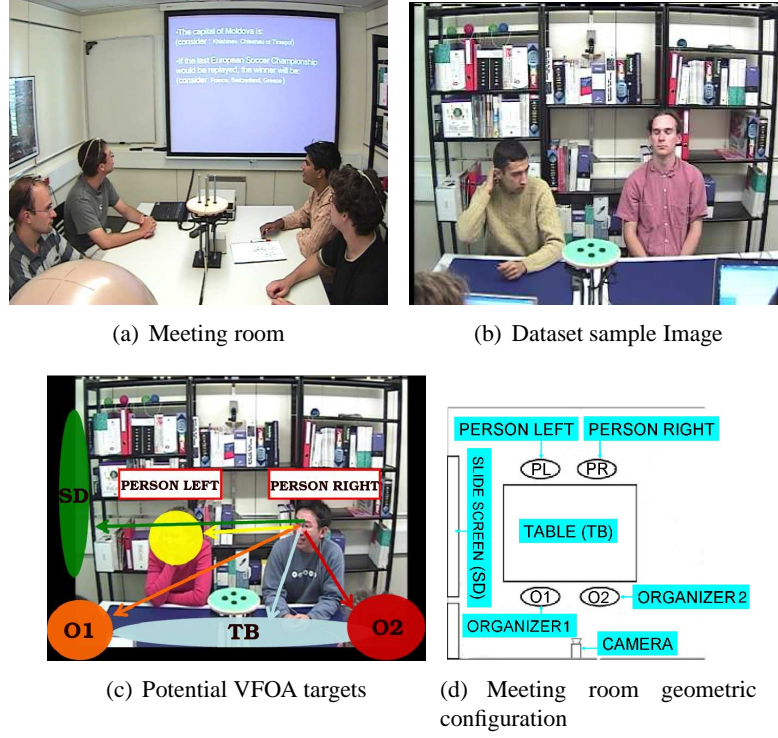 •The capital of Moldova is:
(consider : Khishinev, Chisinau or Tiraspol)
•If the last European Soccer Championship
would be replayed, the winner will be:
(consider: France, Switzerland, Greece )
(a) Meeting room
(b) Dataset sample Image
SD
PERSON LEFT
PERSON RIGHT
O1
TB
O2
(c) Potential VFOA targets
PERSON LEFT
PERSON RIGHT
SLIDE SCREEN (SD)
PL
PR
TABLE (TB)
O1
O2
ORGANIZER 2
ORGANIZER1
CAMERA
(d) Meeting room geometric
configuration